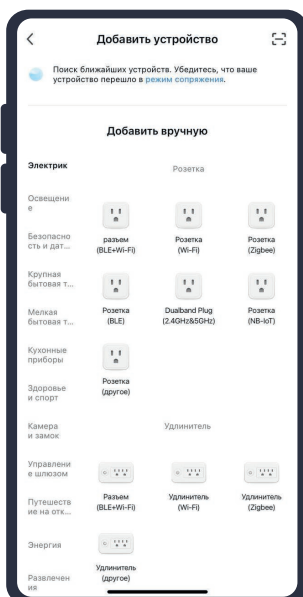 Добавить устройство
Поиск ближайших устройств. Убедитесь, что ваше
устройство перешло в режим сопряжения.
Добавить вручную
Электрик
Освещени
е
Безопасно
сть и дат...
Крупная
бытовая т...
Мелкая
бытовая т...
Кухонные
приборы
Здоровье
и спорт
Камера
и замок
Управлени
е шлюзом
Путешеств
ие на отк...
Энергия
Развлечен
ия
Розетка
разъем
(BLE+Wi-Fi)
Розетка
(Wi-Fi)
Розетка
(Zigbee)
Розетка
(BLE)
Dualband Plug
(2.4GHz&5GHz)
Розетка
(NB-IoT)
Розетка
(другое)
Удлинитель
Разъем
(BLE+Wi-Fi)
Удлинитель
(Wi-Fi)
Удлинитель
(Zigbee)
Удлинитель
(другое)